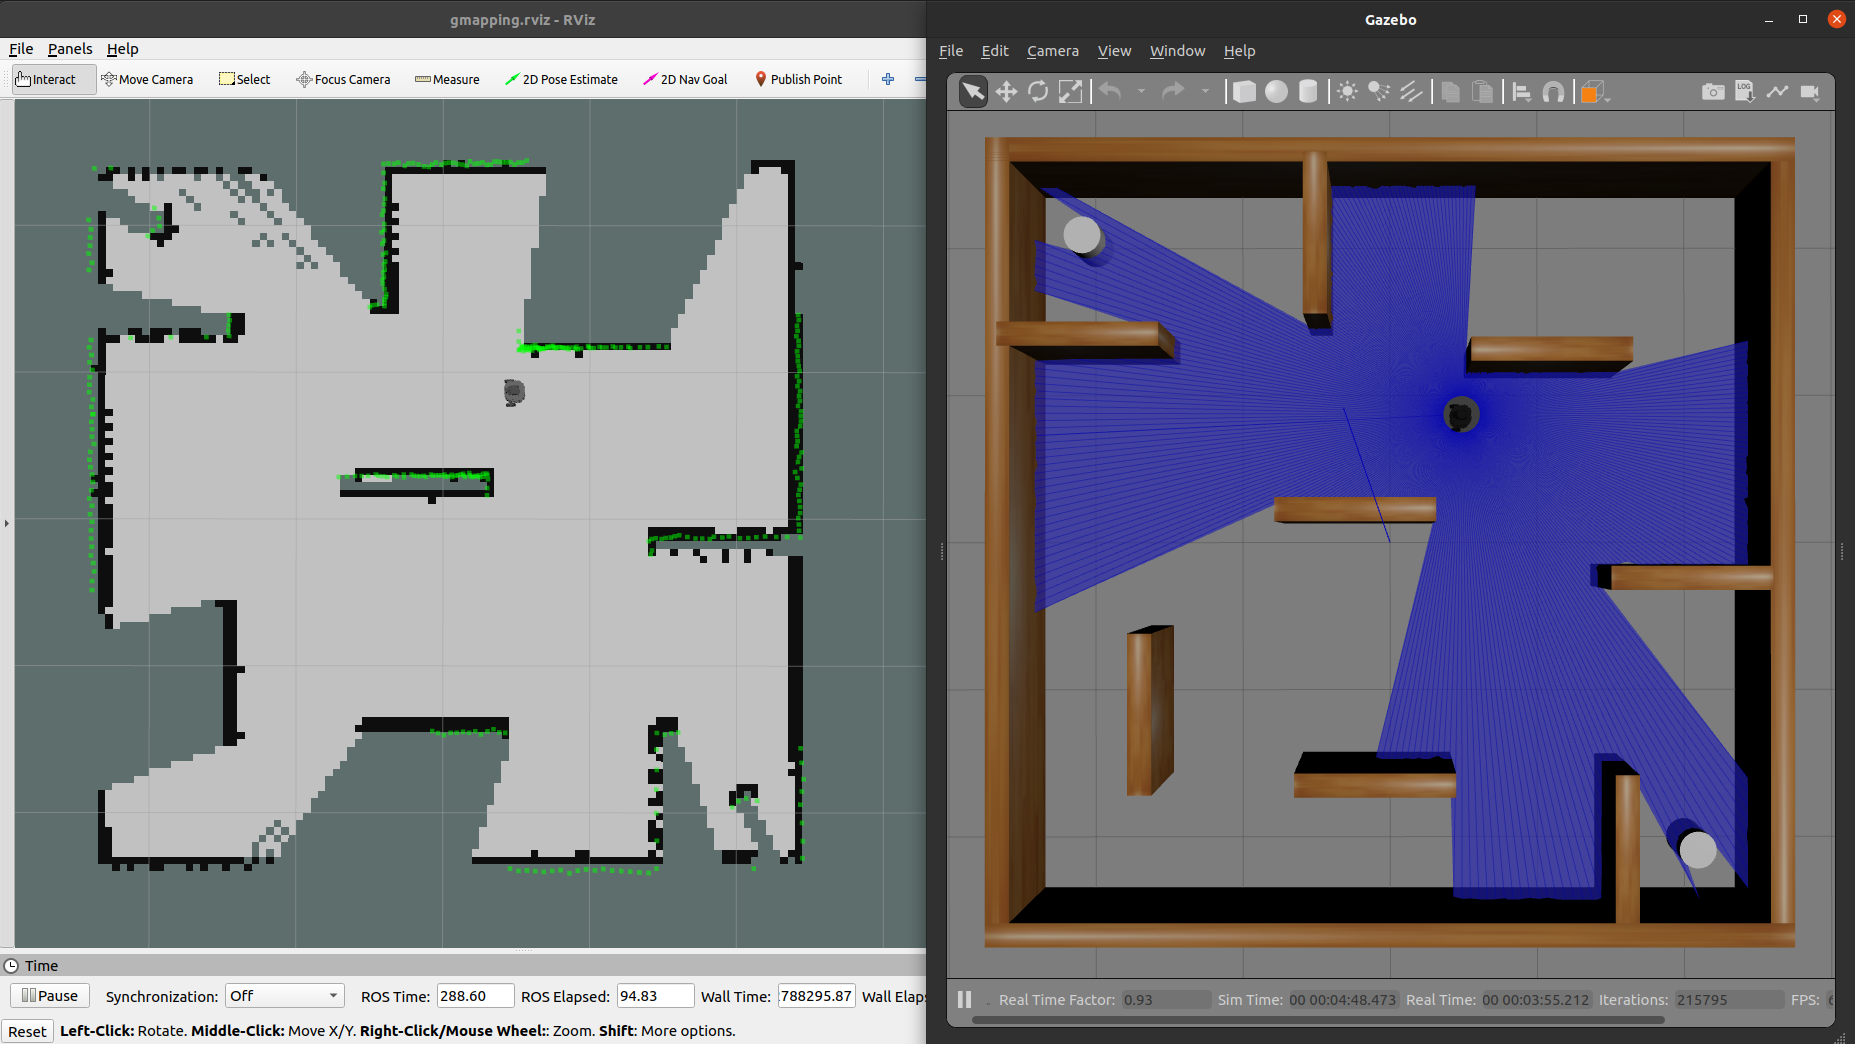 gmapping.rviz - RViz
File Panels Help
Interact Move Camera Select Focus Camera Measure 2D Pose Estimate 2D Nav Goal Publish Point
Time
Pause Synchronization: Off ROS Time: 288.60 ROS Elapsed: 94.83 Wall Time: :788295.87 Wall Elaps
Reset Left-Click: Rotate. Middle-Click: Move X/Y. Right-Click/Mouse Wheel:: Zoom. Shift: More options.
Gazebo
File Edit Camera View Window Help
LOG
Real Time Factor: 0.93 Sim Time: 00 00:04:48.473 Real Time: 00 00:03:55.212 Iterations: 215795 FPS: